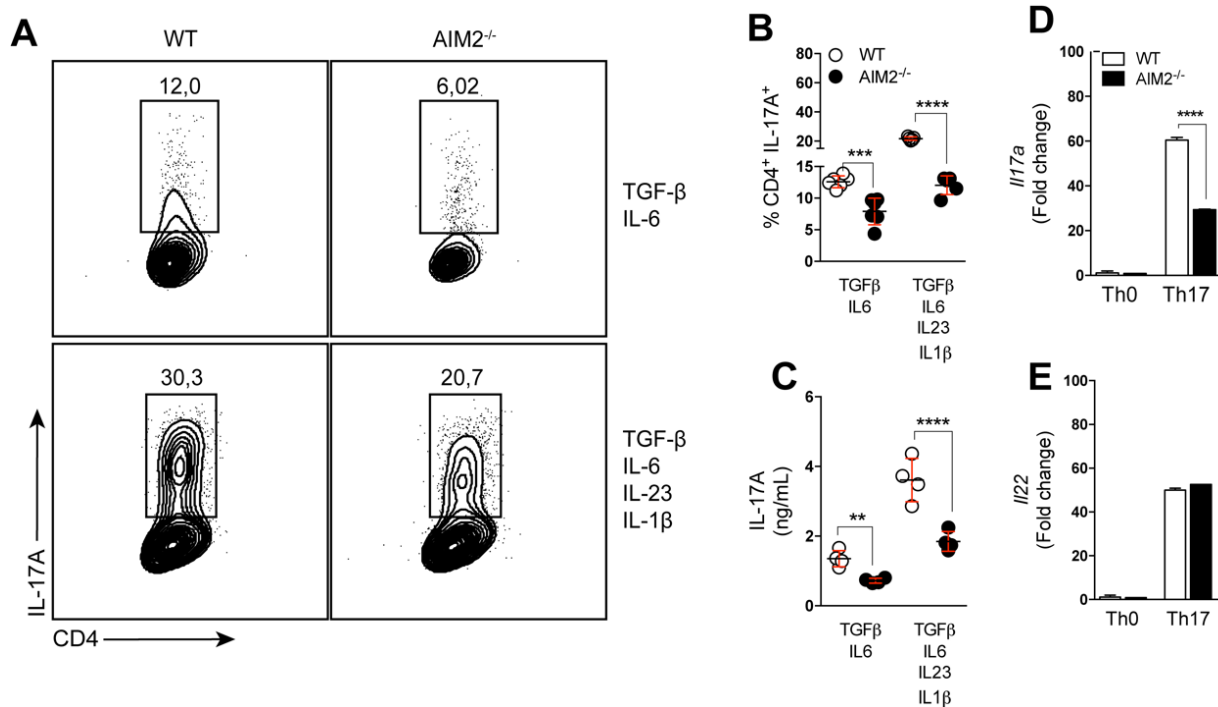 A
WT
AIM2-/-
12,0
6,02
TGF-β
IL-6
30,3
20,7
TGF-β
IL-6
IL-23
IL-1β
IL-17A
CD4
B
WT
AIM2-/-
% CD4+ IL-17A+
80
60
40
20
15
10
5
0
***
****
TGFβ
IL6
TGFβ
IL6
IL23
IL1β
C
IL-17A
(ng/mL)
6
4
2
0
**
****
TGFβ
IL6
TGFβ
IL6
IL23
IL1β
D
WT
AIM2-/-
Il17a
(Fold change)
100
80
60
40
20
0
****
Th0
Th17
E
Il22
(Fold change)
100
80
60
40
20
0
Th0
Th17